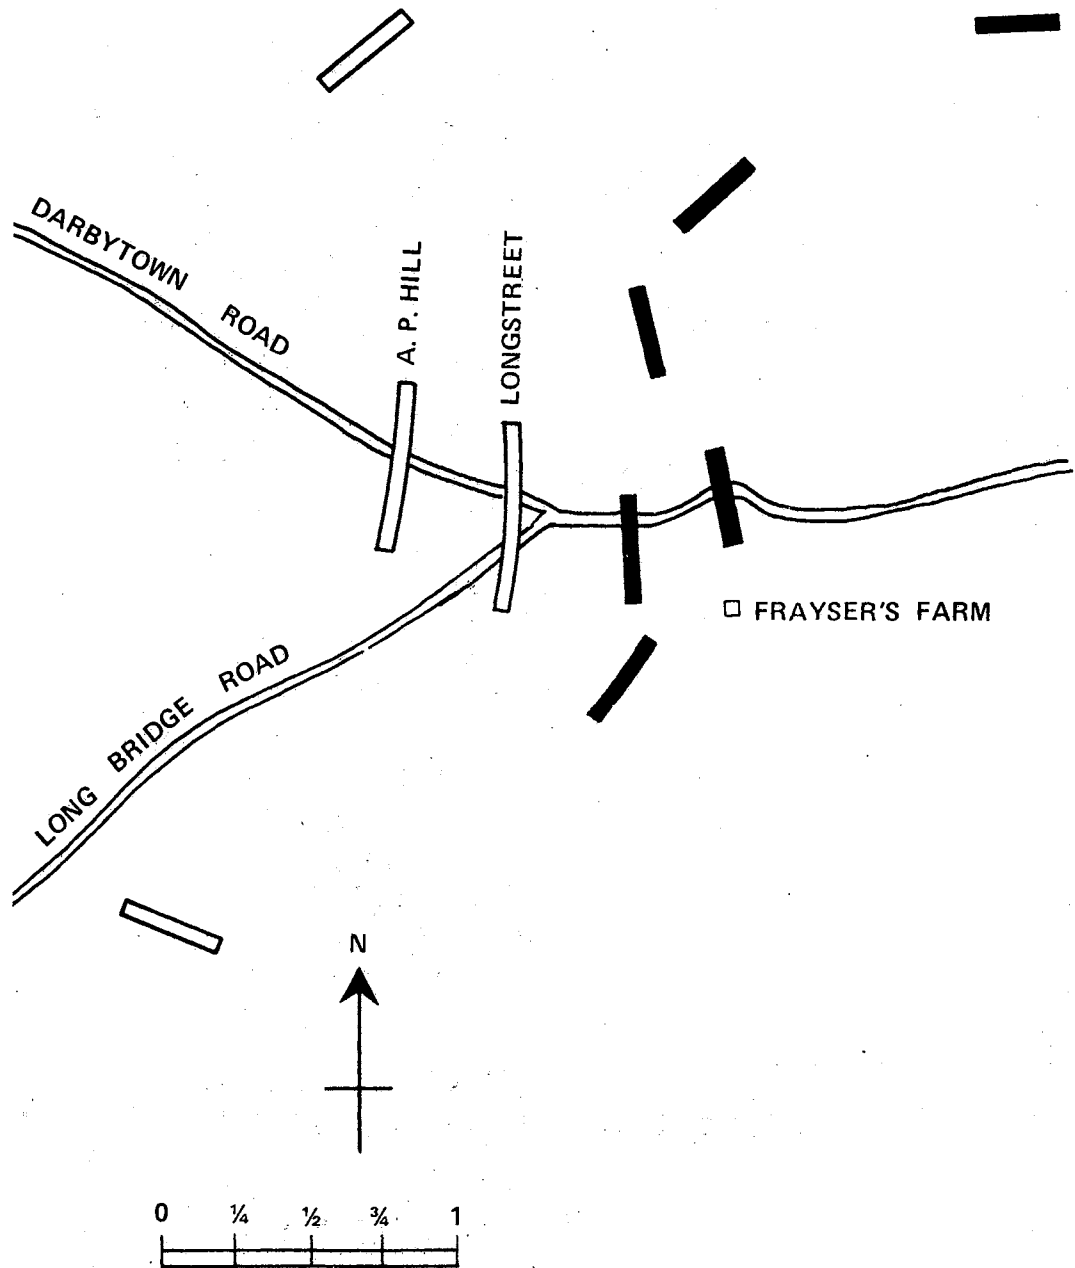 DARBYTOWN ROAD
A. P. HILL
LONGSTREET
FRAYSER'S FARM
LONG BRIDGE ROAD
N
0 ¼ ½ ¾ 1